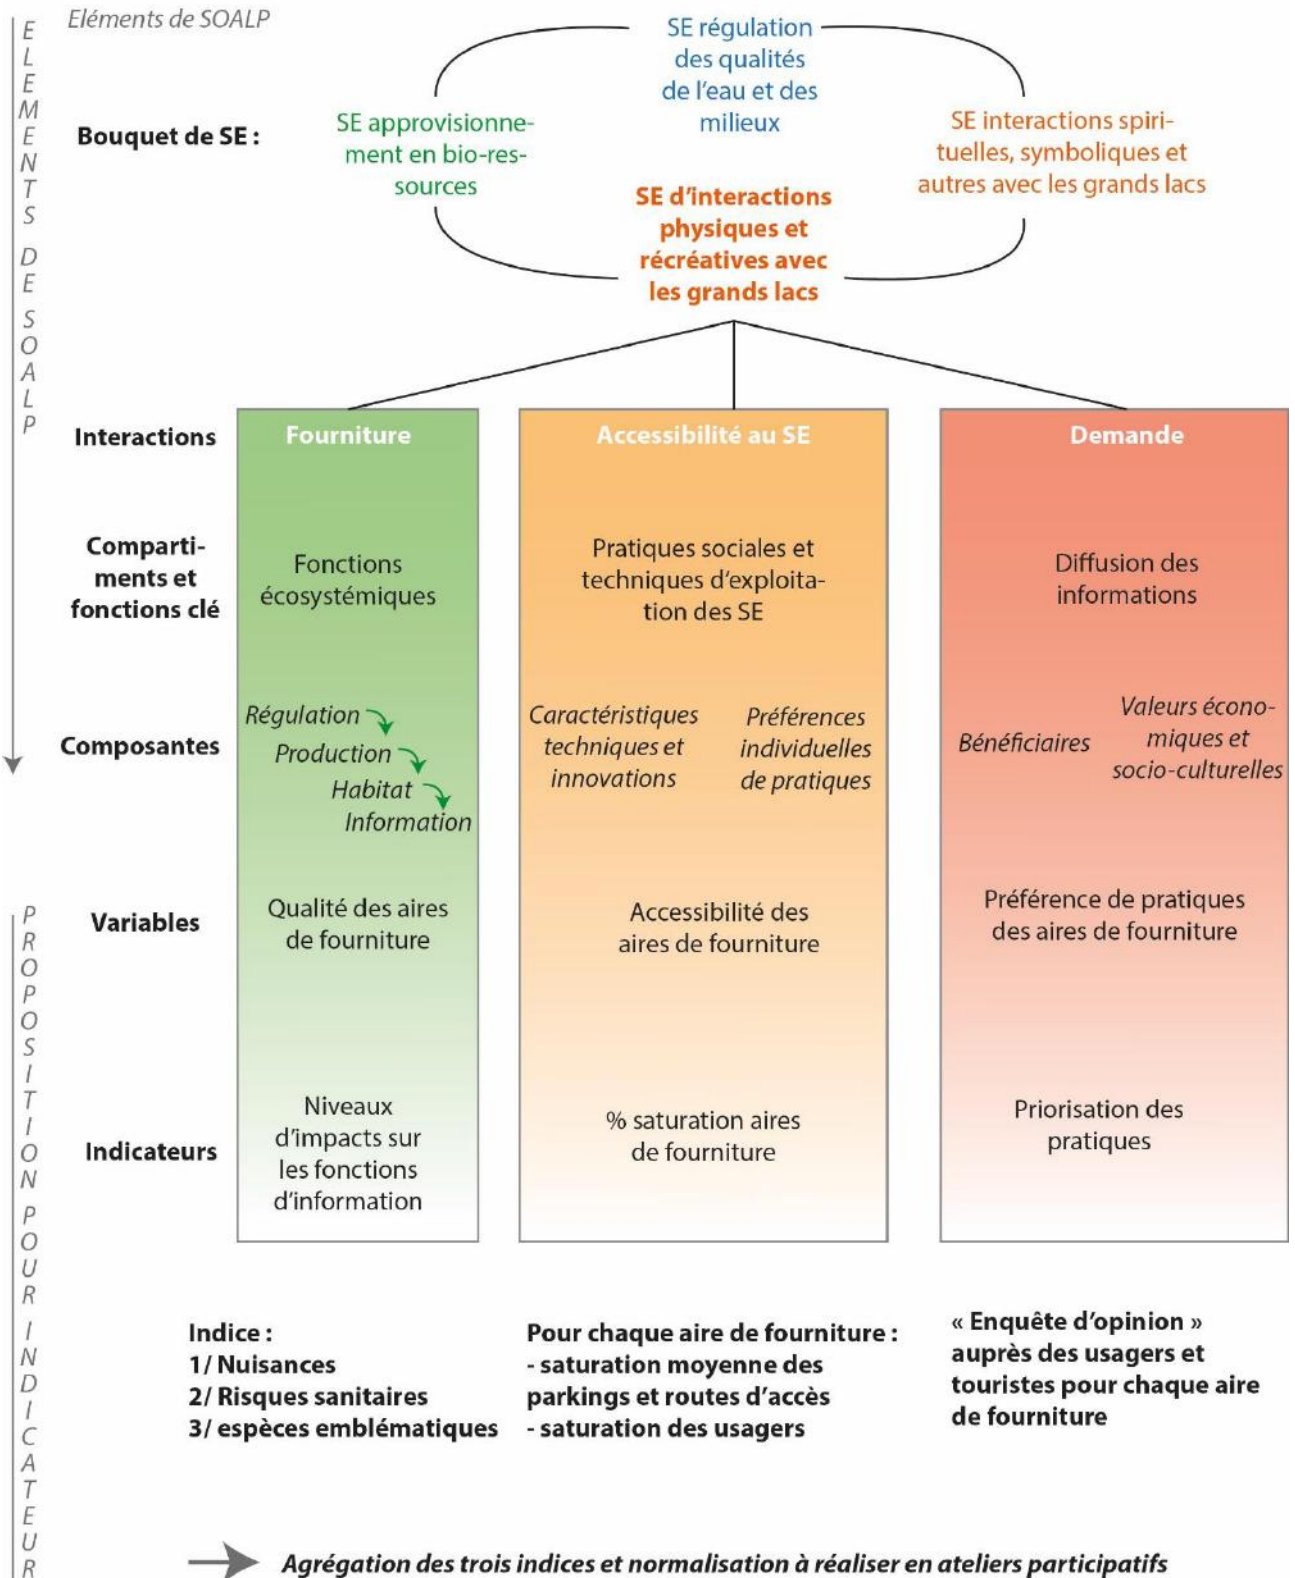 Eléments de SOALP
ELEMENTS DE SOALP
Bouquet de SE :
SE approvisionne-
ment en bio-res-
sources
SE régulation
des qualités
de l'eau et des
milieux
SE interactions spiri-
tuelles, symboliques et
autres avec les grands lacs
SE d'interactions
physiques et
récréatives avec
les grands lacs
Interactions
Fourniture
Accessibilité au SE
Demande
Comparti-
ments et
fonctions clé
Fonctions
écosystémiques
Pratiques sociales et
techniques d'exploita-
tion des SE
Diffusion des
informations
Composantes
Régulation
Production
Habitat
Information
Caractéristiques
techniques et
innovations
Préférences
individuelles
de pratiques
Bénéficiaires
Valeurs écono-
miques et
socio-culturelles
PROPOSITION POUR INDICATEUR
Variables
Qualité des aires
de fourniture
Accessibilité des
aires de fourniture
Préférence de pratiques
des aires de fourniture
Indicateurs
Niveaux
d'impacts sur
les fonctions
d'information
% saturation aires
de fourniture
Priorisation des
pratiques
Indice :
1/ Nuisances
2/ Risques sanitaires
3/ espèces emblématiques
Pour chaque aire de fourniture :
- saturation moyenne des
parkings et routes d'accès
- saturation des usagers
« Enquête d'opinion »
auprès des usagers et
touristes pour chaque aire
de fourniture
Agrégation des trois indices et normalisation à réaliser en ateliers participatifs